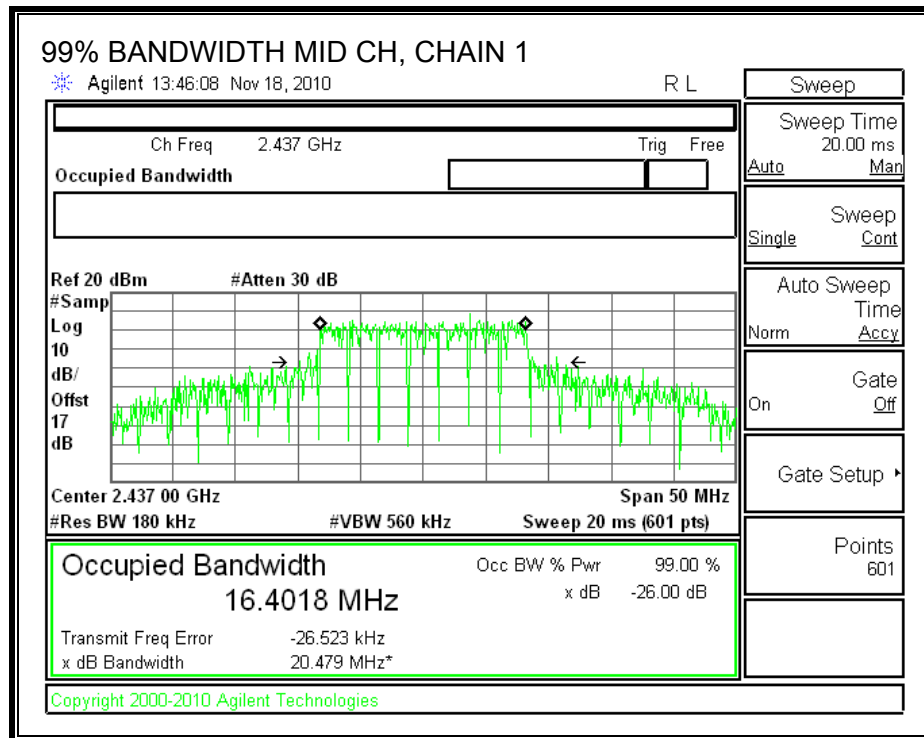 99% BANDWIDTH MID CH, CHAIN 1
Agilent 13:46:08 Nov 18, 2010 R L
Ch Freq 2.437 GHz Trig Free
Occupied Bandwidth
Ref 20 dBm #Atten 30 dB
#Samp
Log
10
dB/
Offst
17
dB
Center 2.437 00 GHz Span 50 MHz
#Res BW 180 kHz #VBW 560 kHz Sweep 20 ms (601 pts)
Occupied Bandwidth Occ BW % Pwr 99.00 %
16.4018 MHz x dB -26.00 dB
Transmit Freq Error -26.523 kHz
x dB Bandwidth 20.479 MHz*
Copyright 2000-2010 Agilent Technologies
Sweep
Sweep Time
20.00 ms
Auto Man
Sweep
Single Cont
Auto Sweep
Time
Norm Accy
Gate
On Off
Gate Setup
Points
601